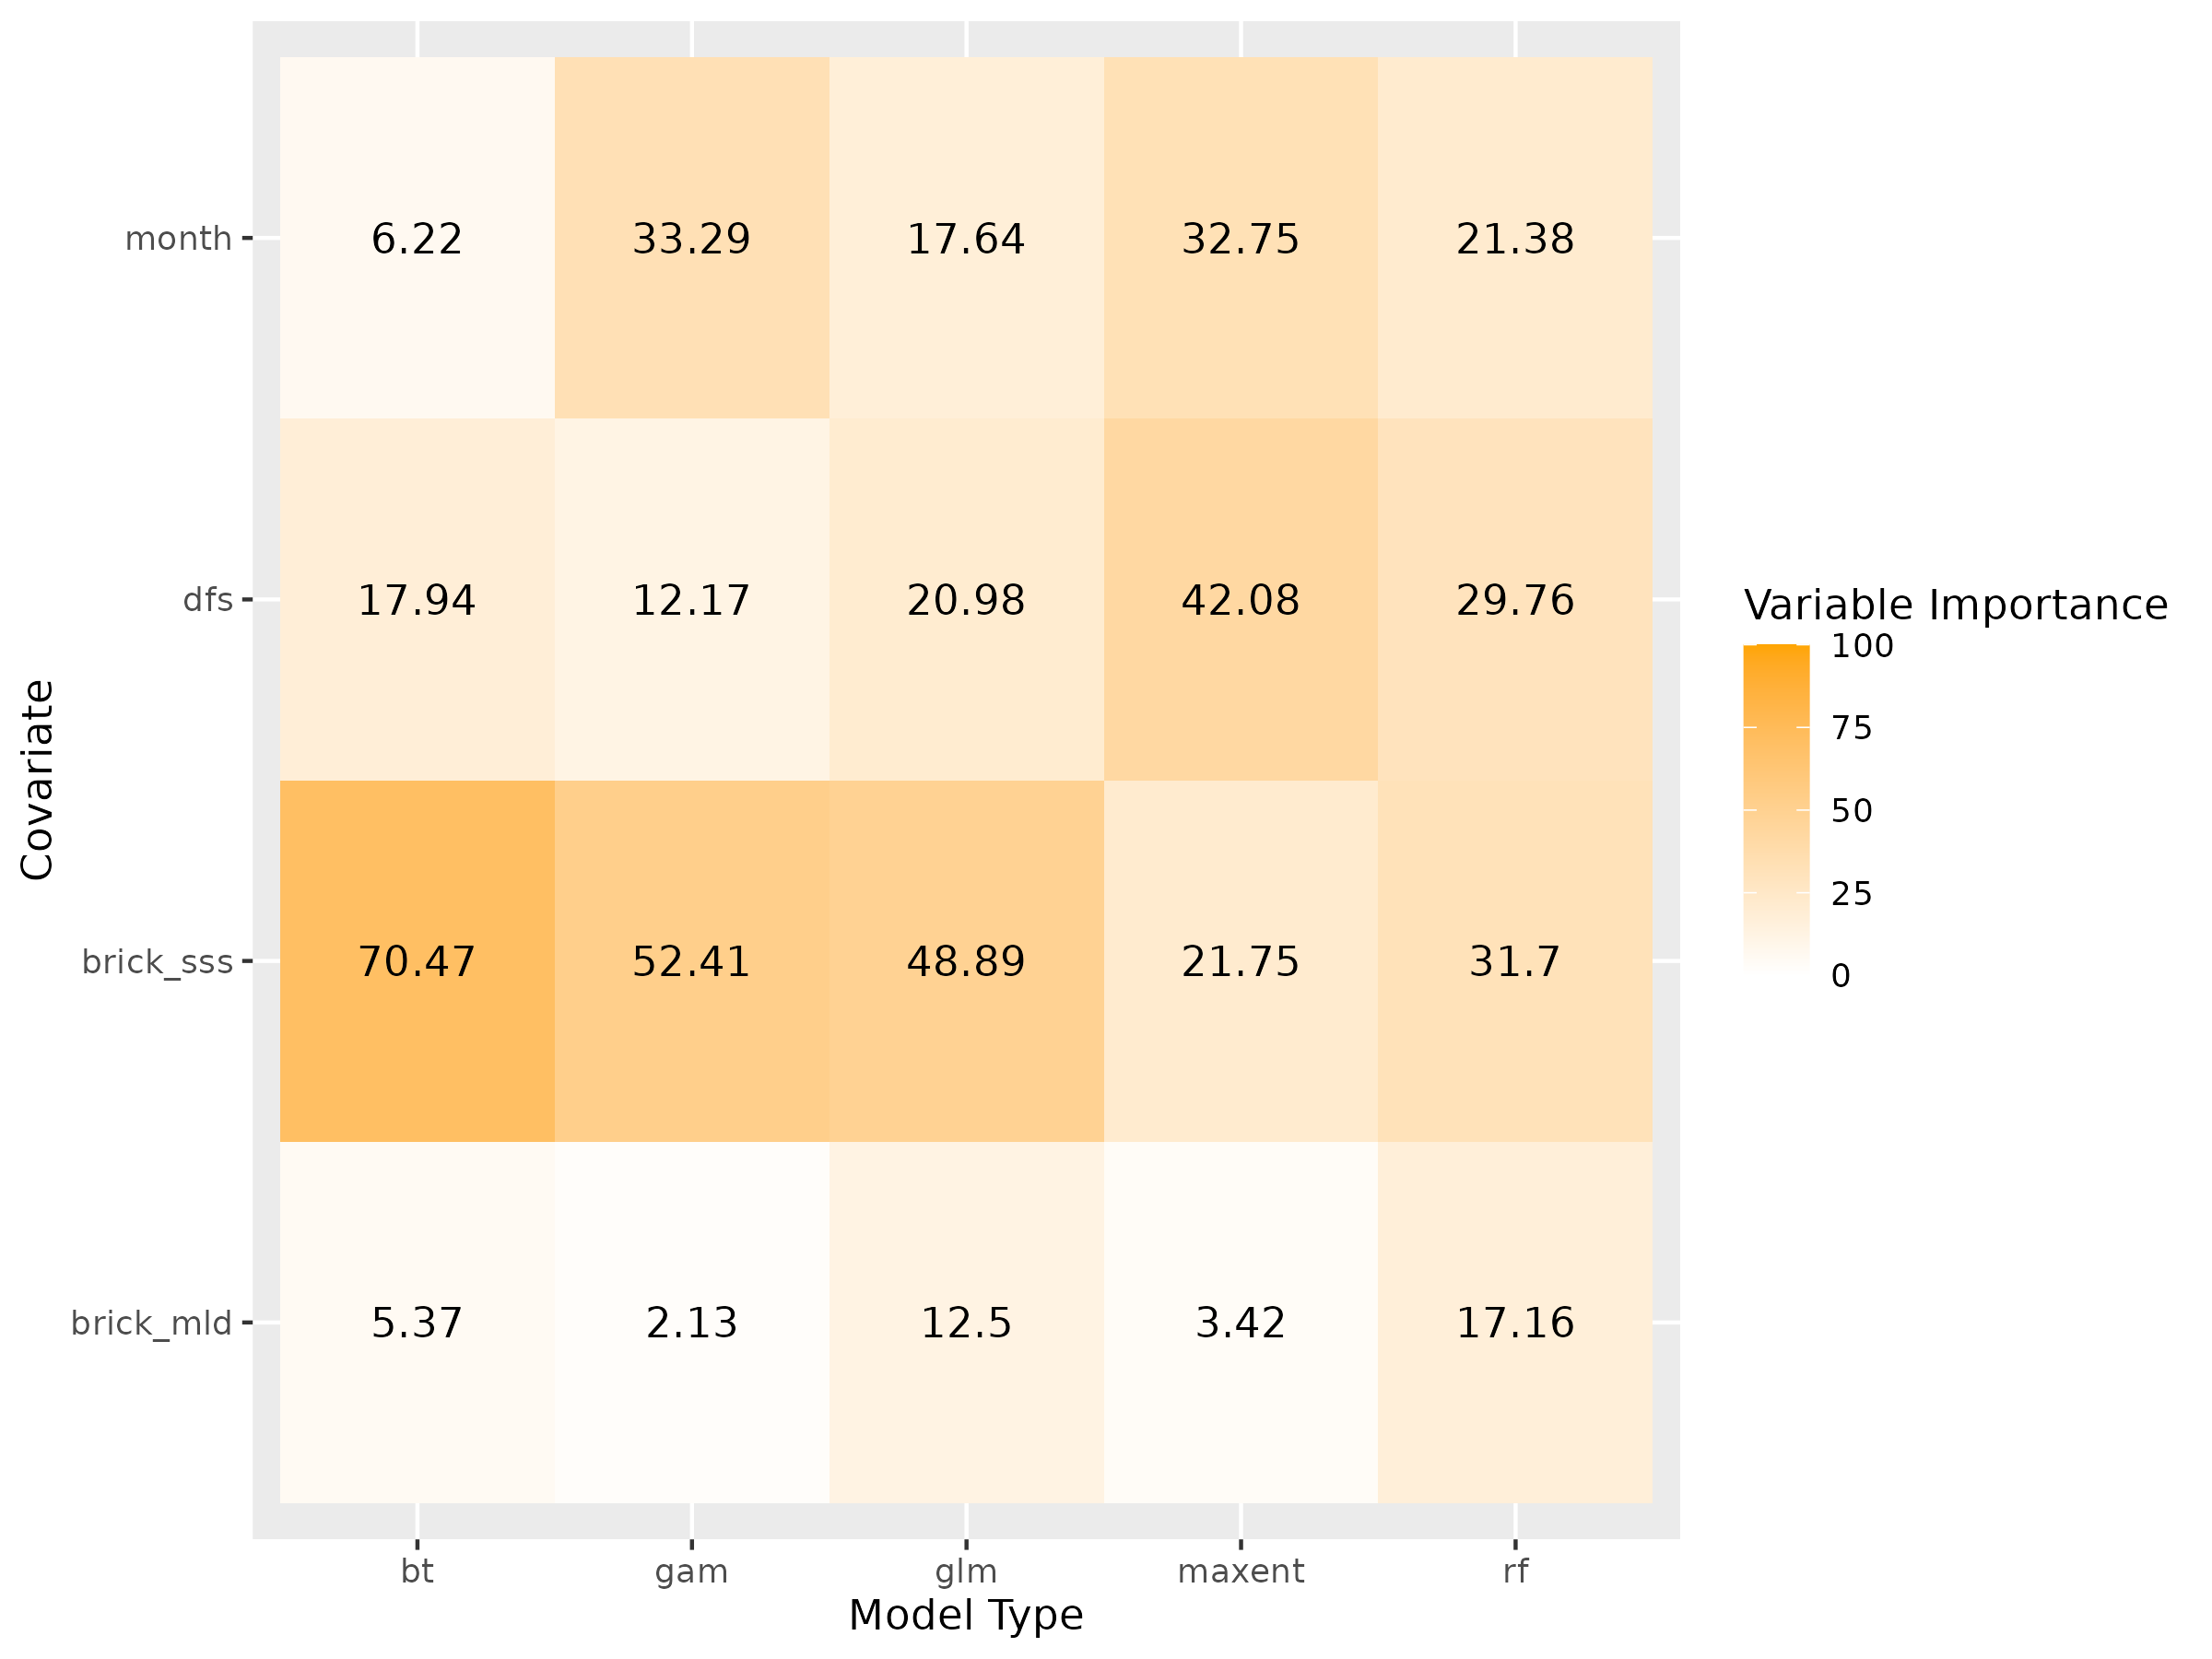 month
6.22 33.29 17.64 32.75 21.38
dfs
17.94 12.17 20.98 42.08 29.76
brick_sss
70.47 52.41 48.89 21.75 31.7
brick_mld
5.37 2.13 12.5 3.42 17.16
Covariate
bt gam glm maxent rf
Model Type
Variable Importance
100
75
50
25
0